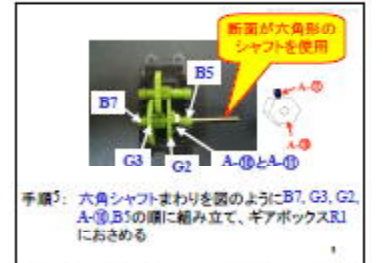 断面が六角形の
シャフトを使用
B5
B7
G3
G2
A-⑩とA-⑪
A-⑪
A-⑩
手順5: 六角シャフトまわりを図のようにB7, G3, G2,
A-⑩,B5の順に組み立て、ギアボックスR1
におさめる